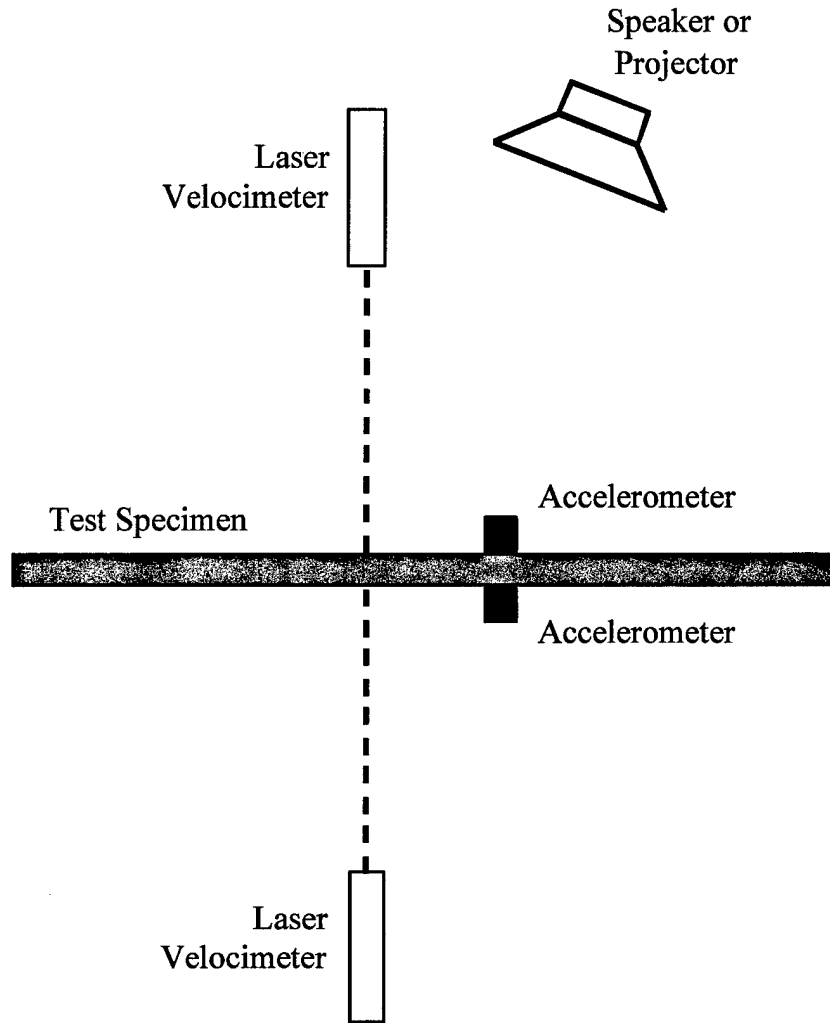 Speaker or
Projector
Laser
Velocimeter
Accelerometer
Test Specimen
Accelerometer
Laser
Velocimeter